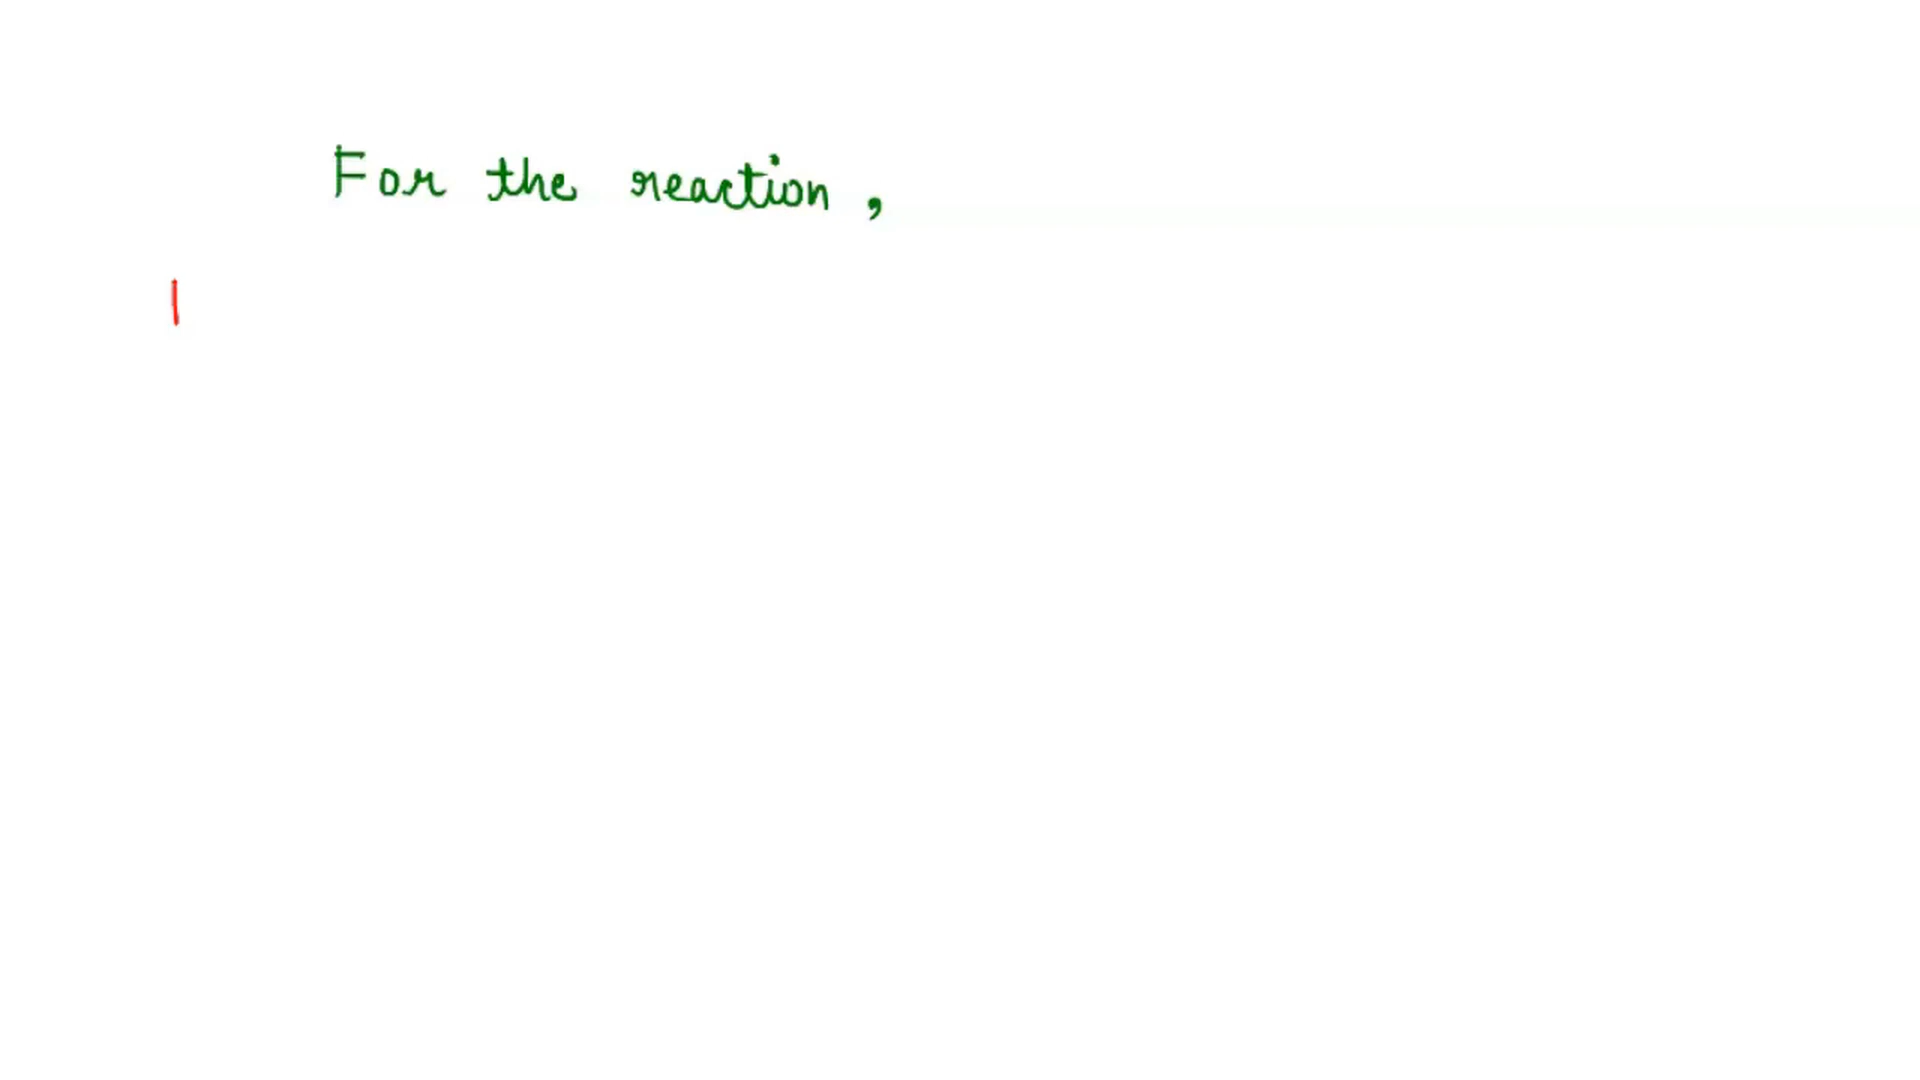 For the reaction,